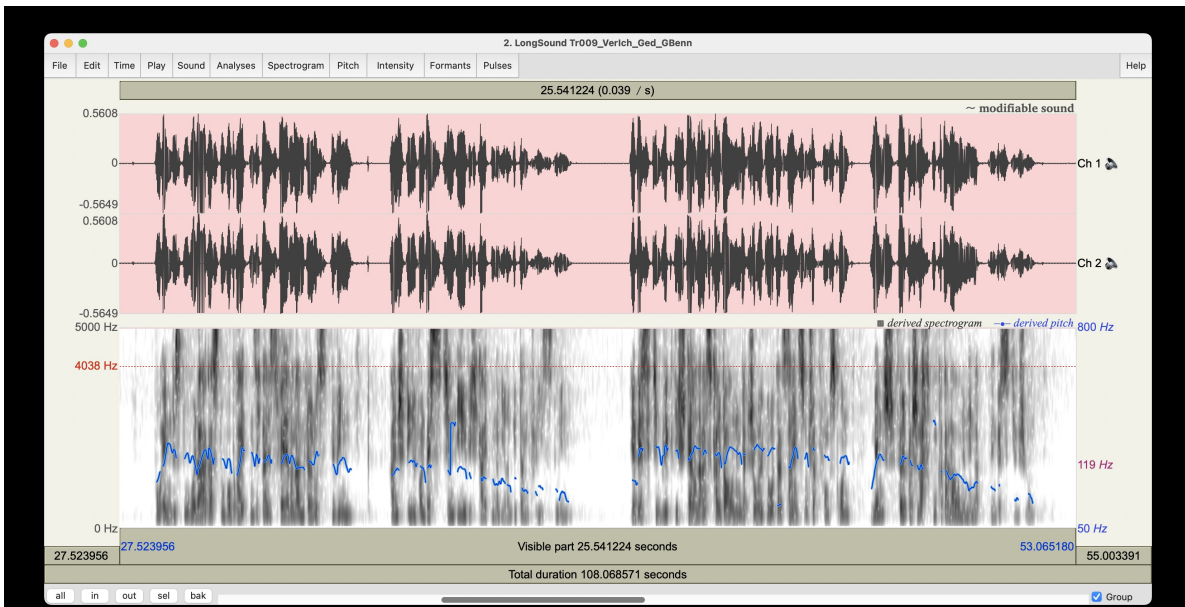 2. LongSound Tr009_VerIch_Ged_GBenn
File Edit Time Play Sound Analyses Spectrogram Pitch Intensity Formants Pulses Help
25.541224 (0.039 / s)
~ modifiable sound
0.5608
0
-0.5649
Ch 1
0.5608
0
-0.5649
Ch 2
5000 Hz
derived spectrogram derived pitch
800 Hz
4038 Hz
119 Hz
0 Hz
50 Hz
27.523956 27.523956 Visible part 25.541224 seconds 53.065180 55.003391
Total duration 108.068571 seconds
all in out sel bak Group